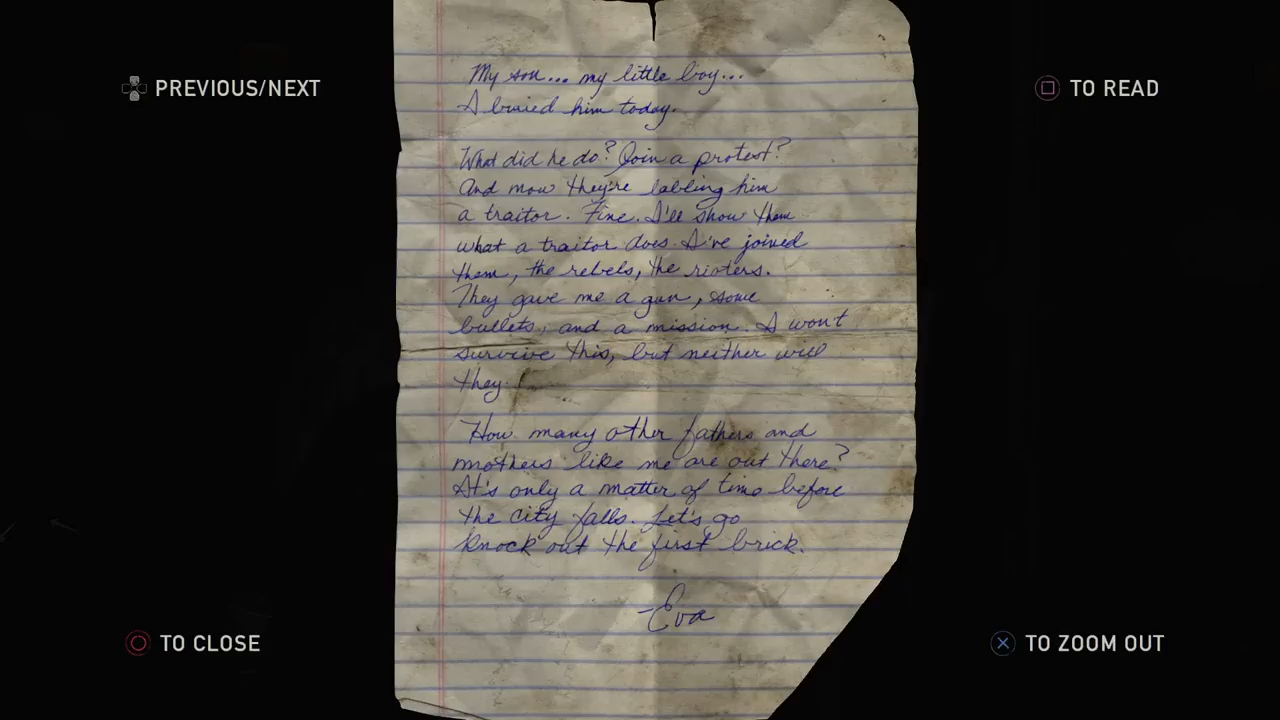 PREVIOUS/NEXT
TO READ
My son... my little boy...
I buried him today.
What did he do? Join a protest?
And now they're labling him
a traitor. Fine. I'll show them
what a traitor does. I've joined
them, the rebels, the rioters.
They gave me a gun, some
bullets, and a mission. I won't
survive this, but neither will
they.
How many other fathers and
mothers like me are out there?
It's only a matter of time before
the city falls. Let's go
knock out the first brick.
-Eva
TO CLOSE
TO ZOOM OUT